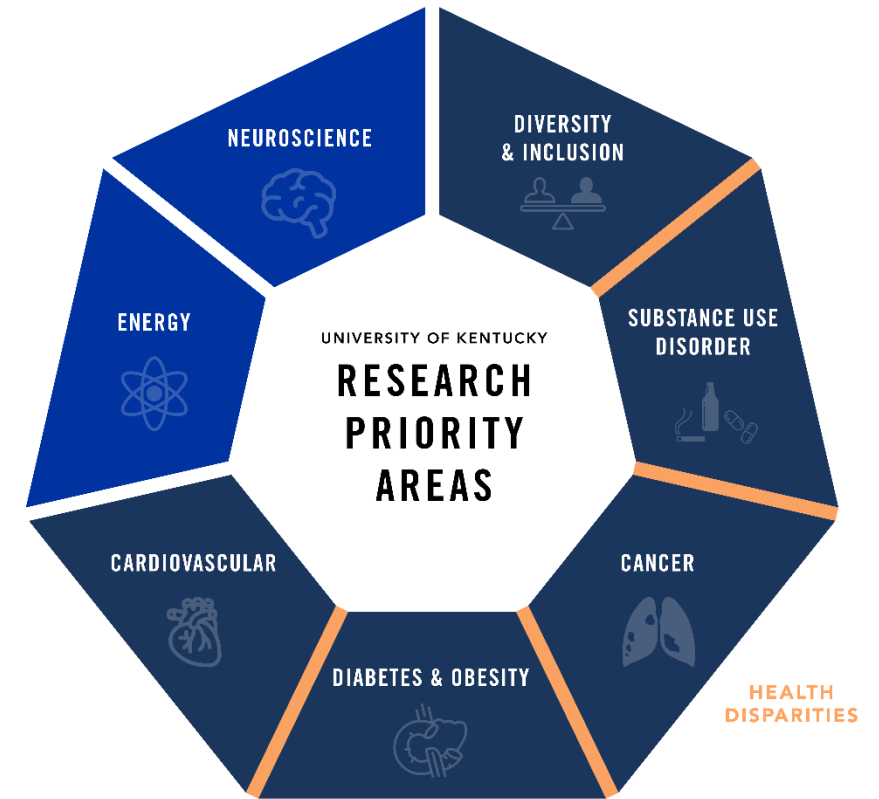 NEUROSCIENCE
DIVERSITY
& INCLUSION
ENERGY
SUBSTANCE USE
DISORDER
UNIVERSITY OF KENTUCKY
RESEARCH
PRIORITY
AREAS
CARDIOVASCULAR
CANCER
DIABETES & OBESITY
HEALTH
DISPARITIES